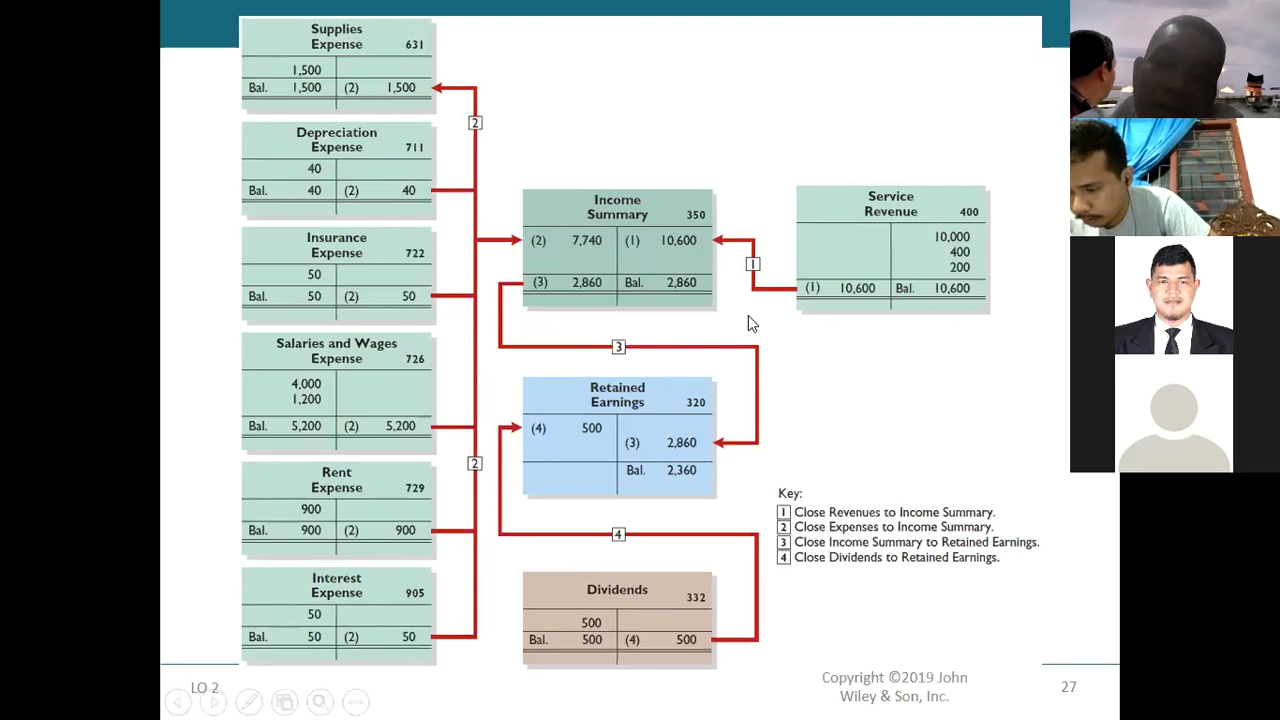 Supplies
Expense 631
1,500
Bal. 1,500 (2) 1,500
Depreciation
Expense 711
40
Bal. 40 (2) 40
Insurance
Expense 722
50
Bal. 50 (2) 50
Salaries and Wages
Expense 726
4,000
1,200
Bal. 5,200 (2) 5,200
Rent
Expense 729
900
Bal. 900 (2) 900
Interest
Expense 905
50
Bal. 50 (2) 50
2
2
Income
Summary 350
(2) 7,740 (1) 10,600
(3) 2,860 Bal. 2,860
1
Service
Revenue 400
10,000
400
200
(1) 10,600 Bal. 10,600
3
Retained
Earnings 320
(4) 500
(3) 2,860
Bal. 2,360
4
Dividends 332
500
Bal. 500 (4) 500
Key:
1 Close Revenues to Income Summary.
2 Close Expenses to Income Summary.
3 Close Income Summary to Retained Earnings.
4 Close Dividends to Retained Earnings.
LO 2
Copyright ©2019 John
Wiley & Son, Inc.
27